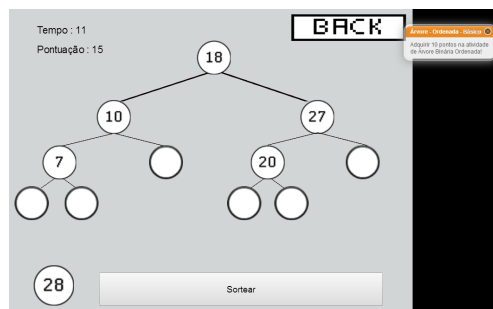 Tempo : 11
BACK
Árvore - Ordenada - Básico
Adquirir 10 pontos na atividade
de Árvore Binária Ordenada!
Pontuação : 15
18
10
27
7
20
28
Sortear